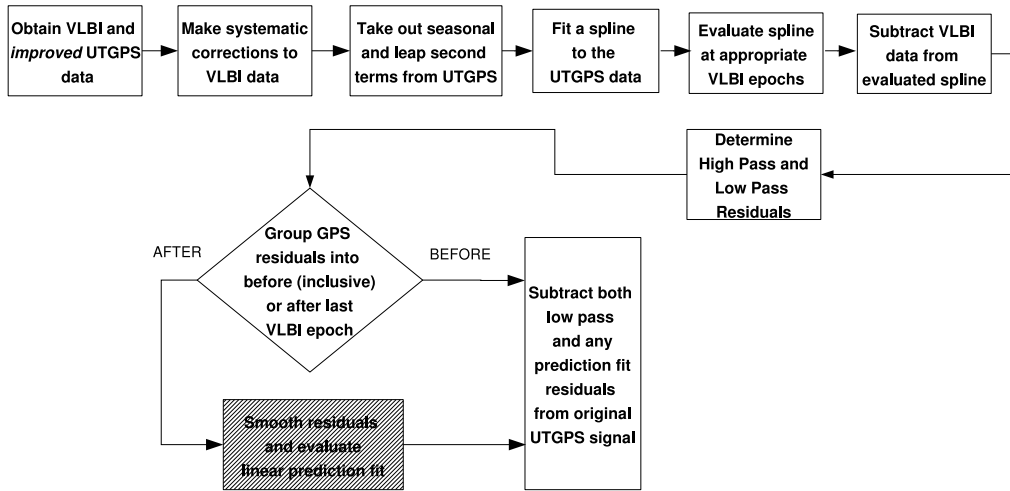 Obtain VLBI and
improved UTGPS
data
Make systematic
corrections to
VLBI data
Take out seasonal
and leap second
terms from UTGPS
Fit a spline
to the
UTGPS data
Evaluate spline
at appropriate
VLBI epochs
Subtract VLBI
data from
evaluated spline
Determine
High Pass and
Low Pass
Residuals
Group GPS
residuals into
before (inclusive)
or after last
VLBI epoch
AFTER
BEFORE
Smooth residuals
and evaluate
linear prediction fit
Subtract both
low pass
and any
prediction fit
residuals
from original
UTGPS signal